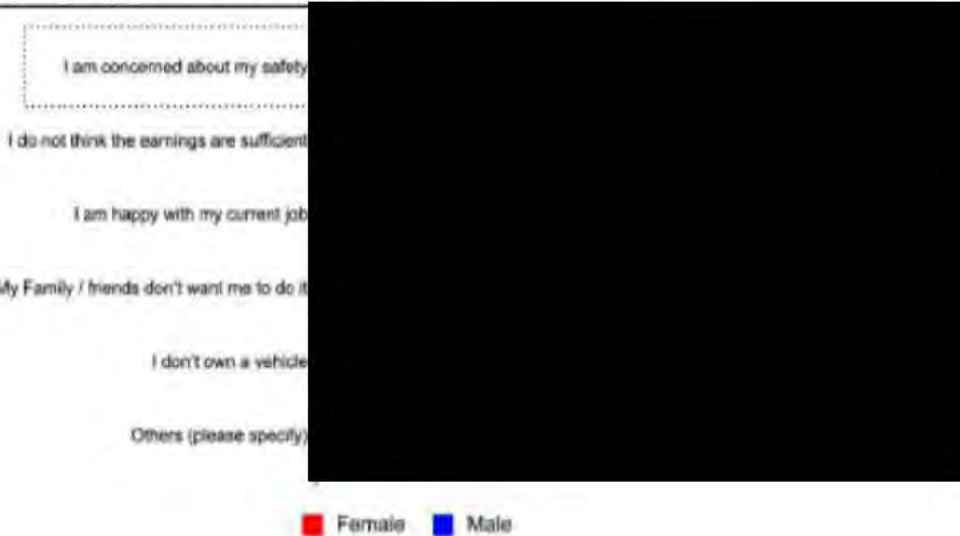 I am concerned about my safety
I do not think the earnings are sufficient
I am happy with my current job
My Family / friends don't want me to do it
I don't own a vehicle
Others (please specify)
Female Male